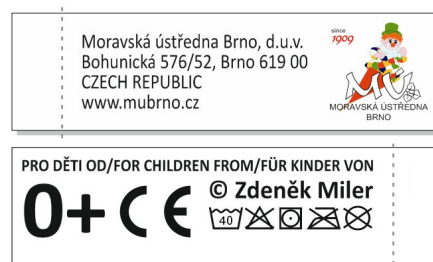 Moravská ústředna Brno, d.u.v.
Bohunická 576/52, Brno 619 00
CZECH REPUBLIC
www.mubrno.cz
since
1909
MÚ
MORAVSKÁ ÚSTŘEDNA
BRNO
PRO DĚTI OD/FOR CHILDREN FROM/FÜR KINDER VON
0+ CE
© Zdeněk Miler
40